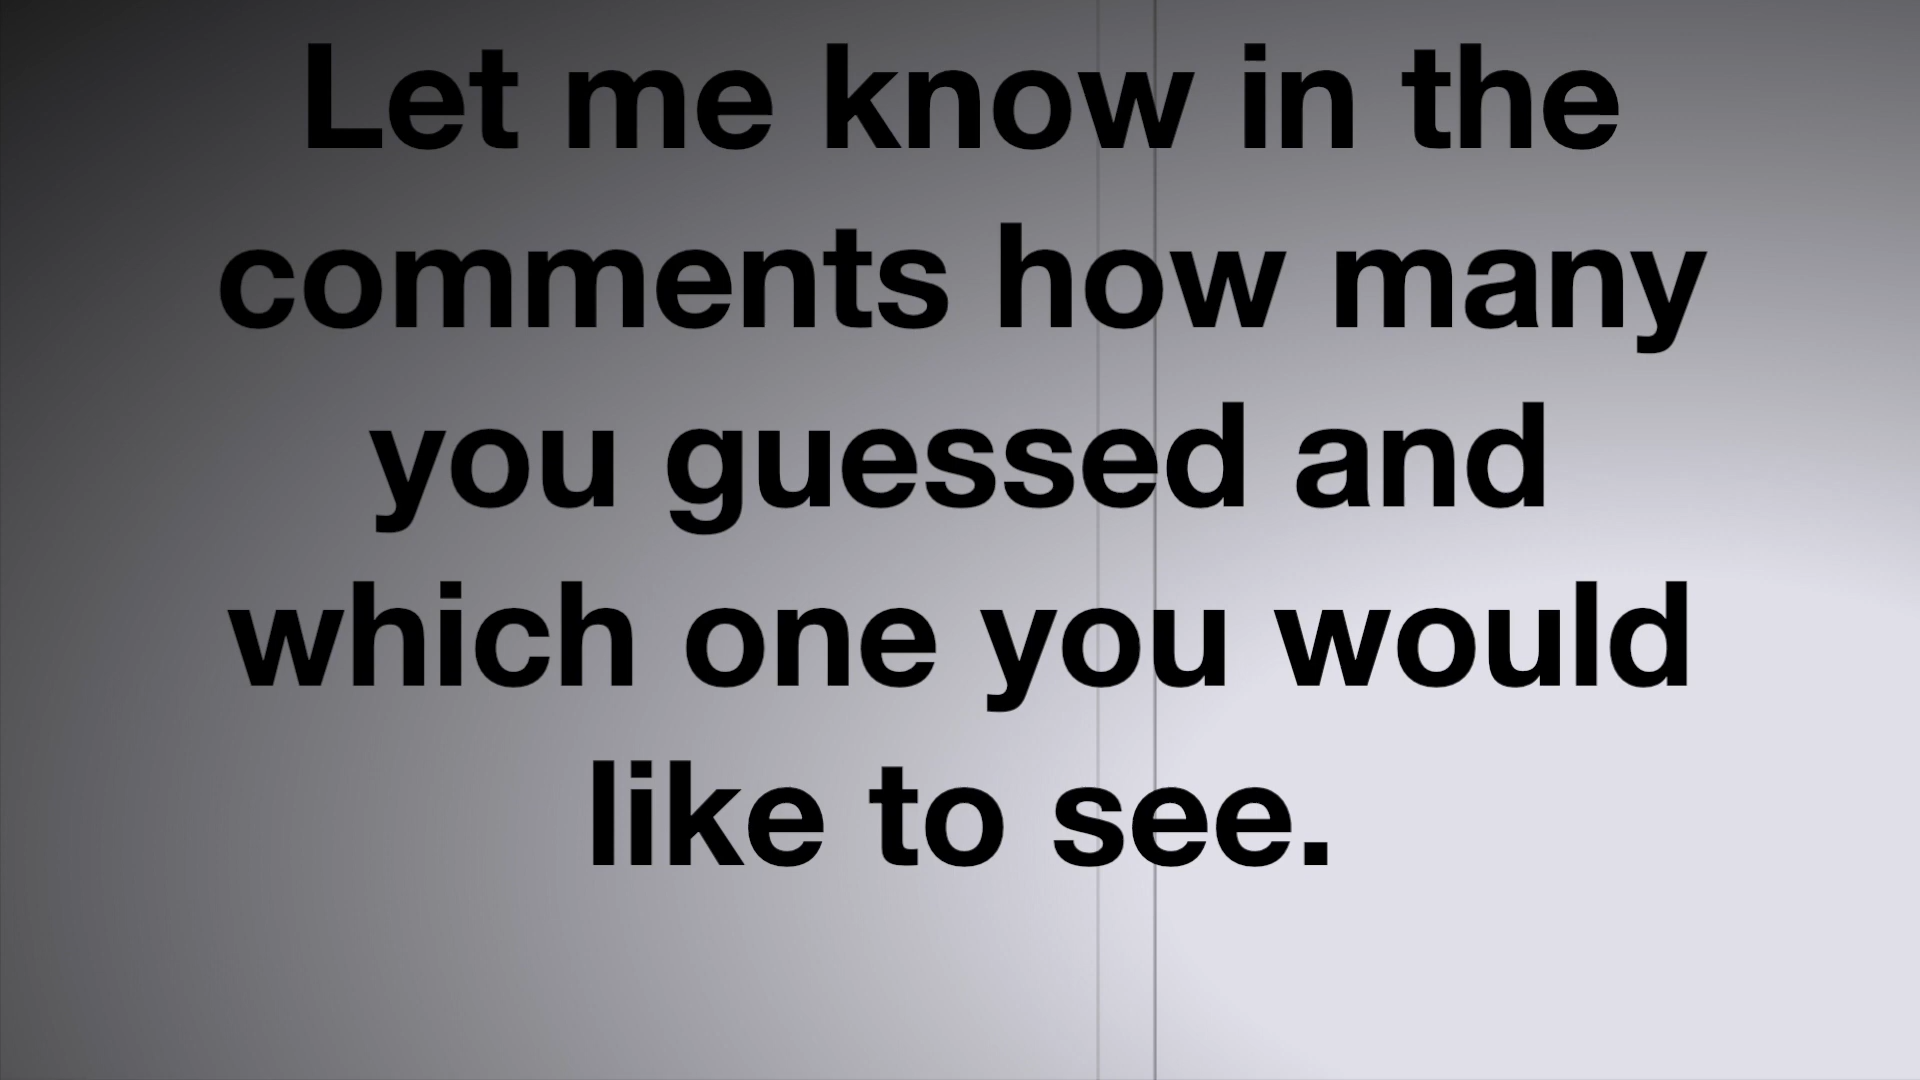 Let me know in the
comments how many
you guessed and
which one you would
like to see.